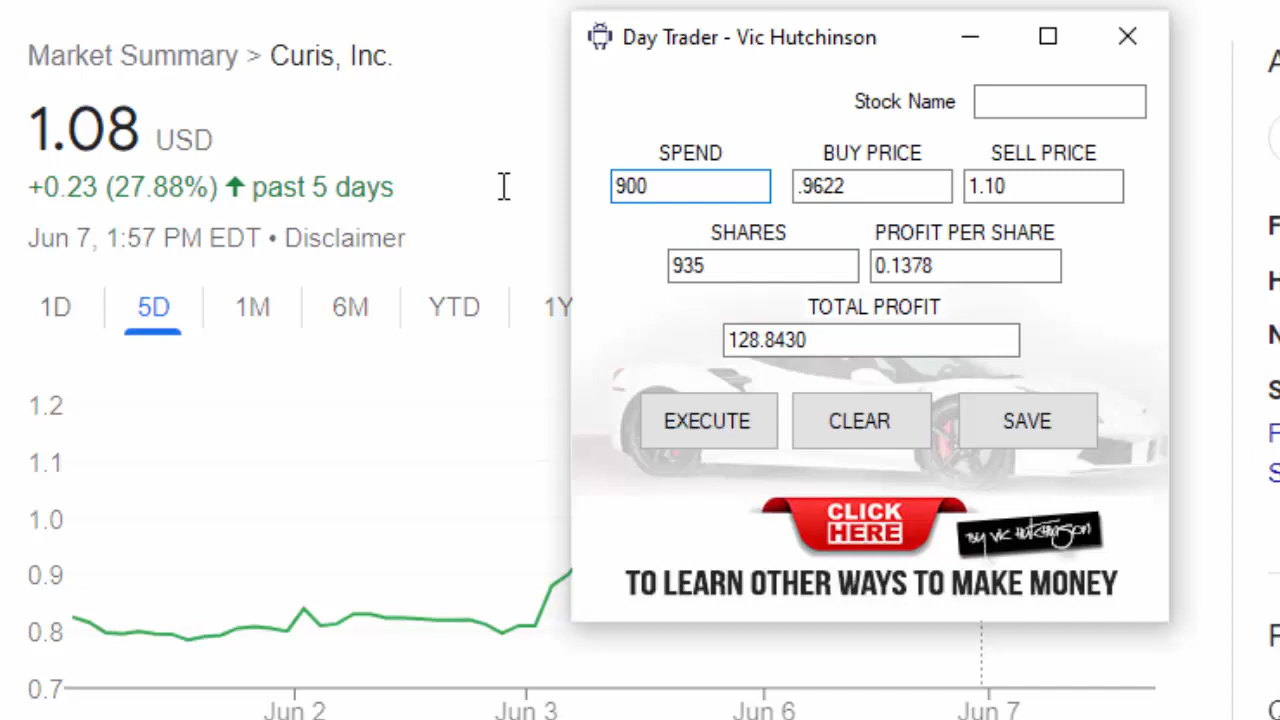 Market Summary > Curis, Inc.
1.08 USD
+0.23 (27.88%) ↑ past 5 days
Jun 7, 1:57 PM EDT • Disclaimer
1D 5D 1M 6M YTD 1Y
1.2
1.1
1.0
0.9
0.8
0.7
Jun 2 Jun 3 Jun 6 Jun 7
Day Trader - Vic Hutchinson
Stock Name
SPEND BUY PRICE SELL PRICE
900 .9622 1.10
SHARES PROFIT PER SHARE
935 0.1378
TOTAL PROFIT
128.8430
EXECUTE CLEAR SAVE
CLICK
HERE
By Vic Hutchinson
TO LEARN OTHER WAYS TO MAKE MONEY